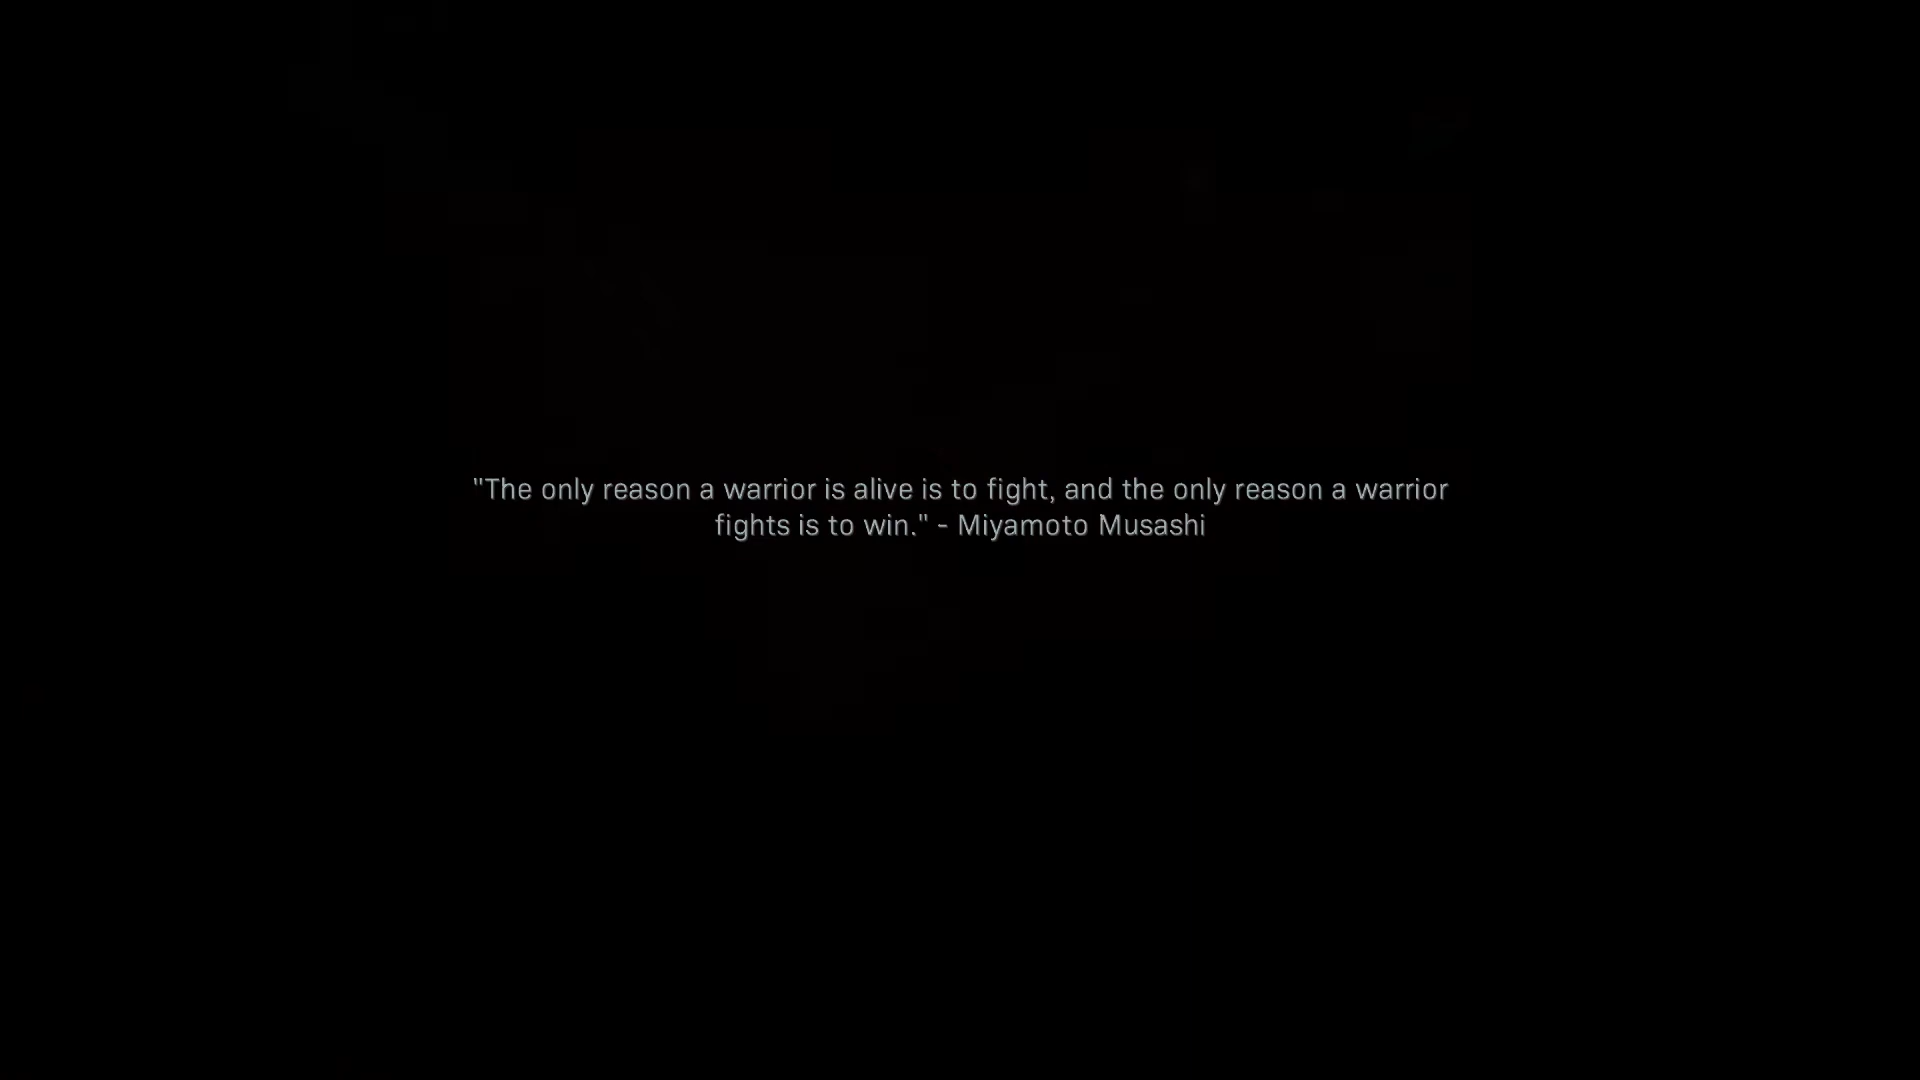 "The only reason a warrior is alive is to fight, and the only reason a warrior
fights is to win." - Miyamoto Musashi